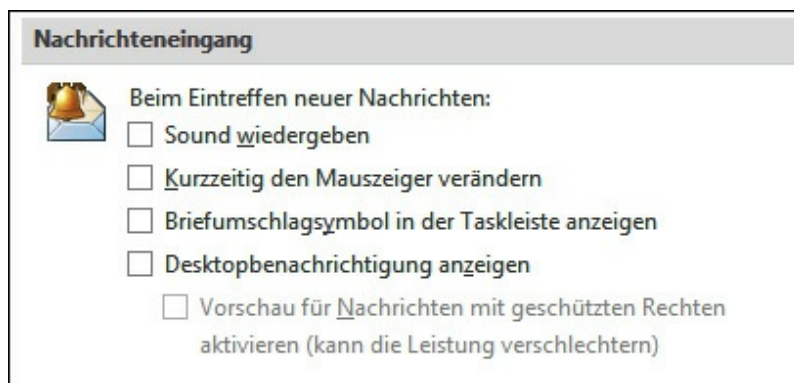 Nachrichteneingang
Beim Eintreffen neuer Nachrichten:
Sound wiedergeben
Kurzzeitig den Mauszeiger verändern
Briefumschlagsymbol in der Taskleiste anzeigen
Desktopbenachrichtigung anzeigen
Vorschau für Nachrichten mit geschützten Rechten
aktivieren (kann die Leistung verschlechtern)